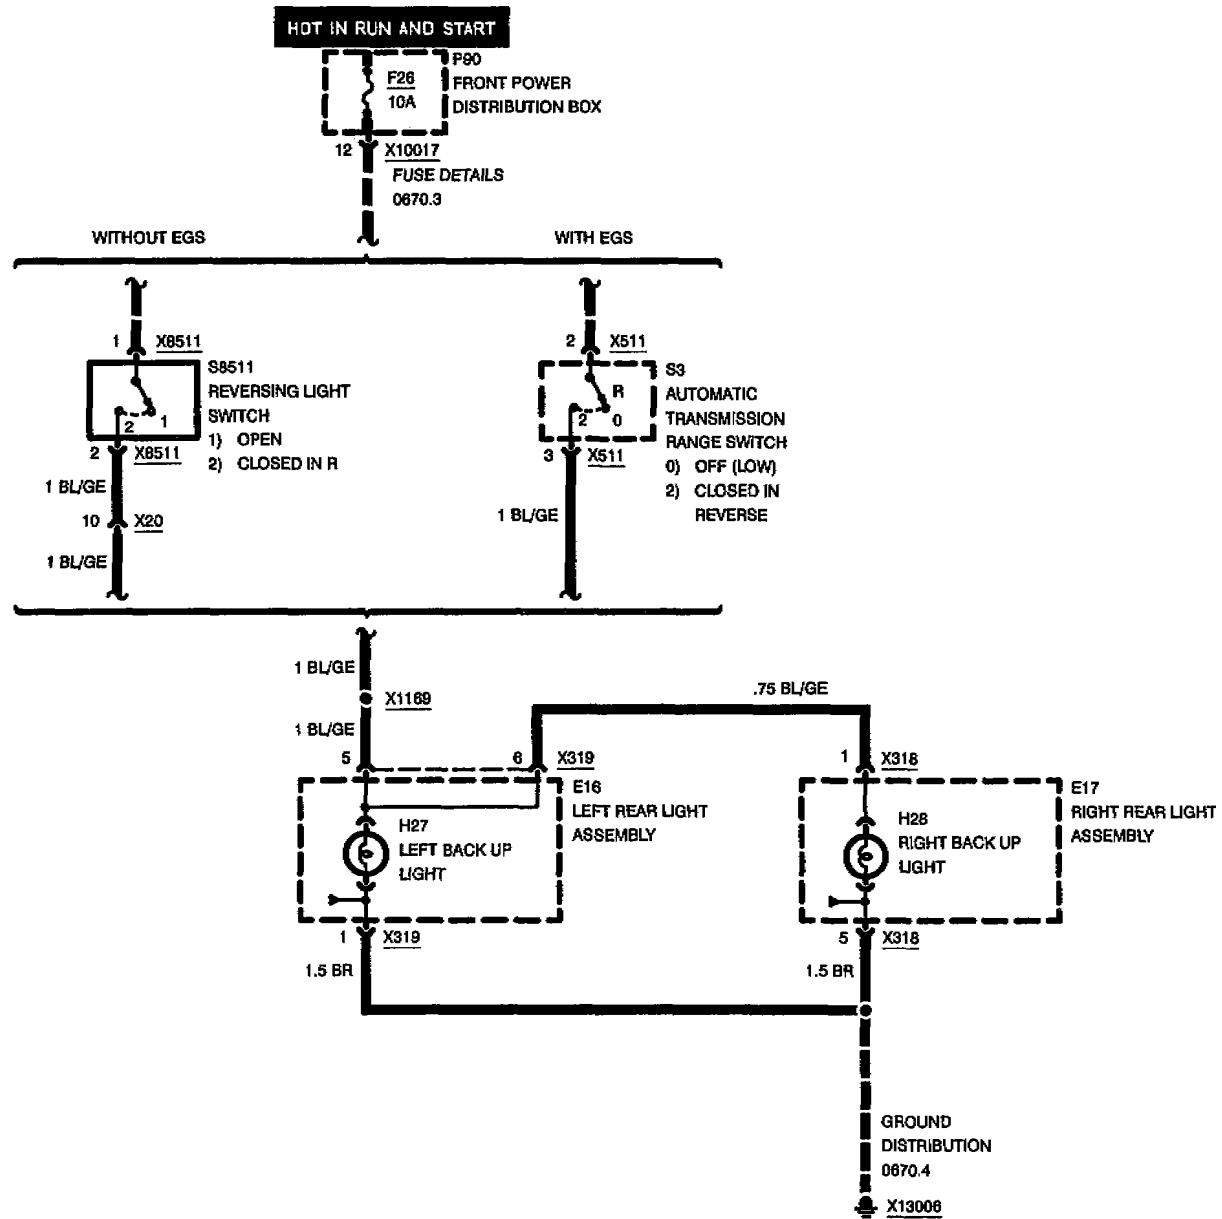 HOT IN RUN AND START
P90
FRONT POWER
DISTRIBUTION BOX
F26
10A
12 X10017
FUSE DETAILS
0670.3
WITHOUT EGS
WITH EGS
1 X8511
S8511
REVERSING LIGHT
SWITCH
1) OPEN
2) CLOSED IN R
2 1
2 X8511
1 BL/GE
10 X20
1 BL/GE
2 X511
S3
AUTOMATIC
TRANSMISSION
RANGE SWITCH
0) OFF (LOW)
2) CLOSED IN
REVERSE
R
2 0
3 X511
1 BL/GE
1 BL/GE
X1169
1 BL/GE
.75 BL/GE
5
6 X319
1 X318
E16
LEFT REAR LIGHT
ASSEMBLY
H27
LEFT BACK UP
LIGHT
E17
RIGHT REAR LIGHT
ASSEMBLY
H28
RIGHT BACK UP
LIGHT
1 X319
1.5 BR
5 X318
1.5 BR
GROUND
DISTRIBUTION
0670.4
X13006